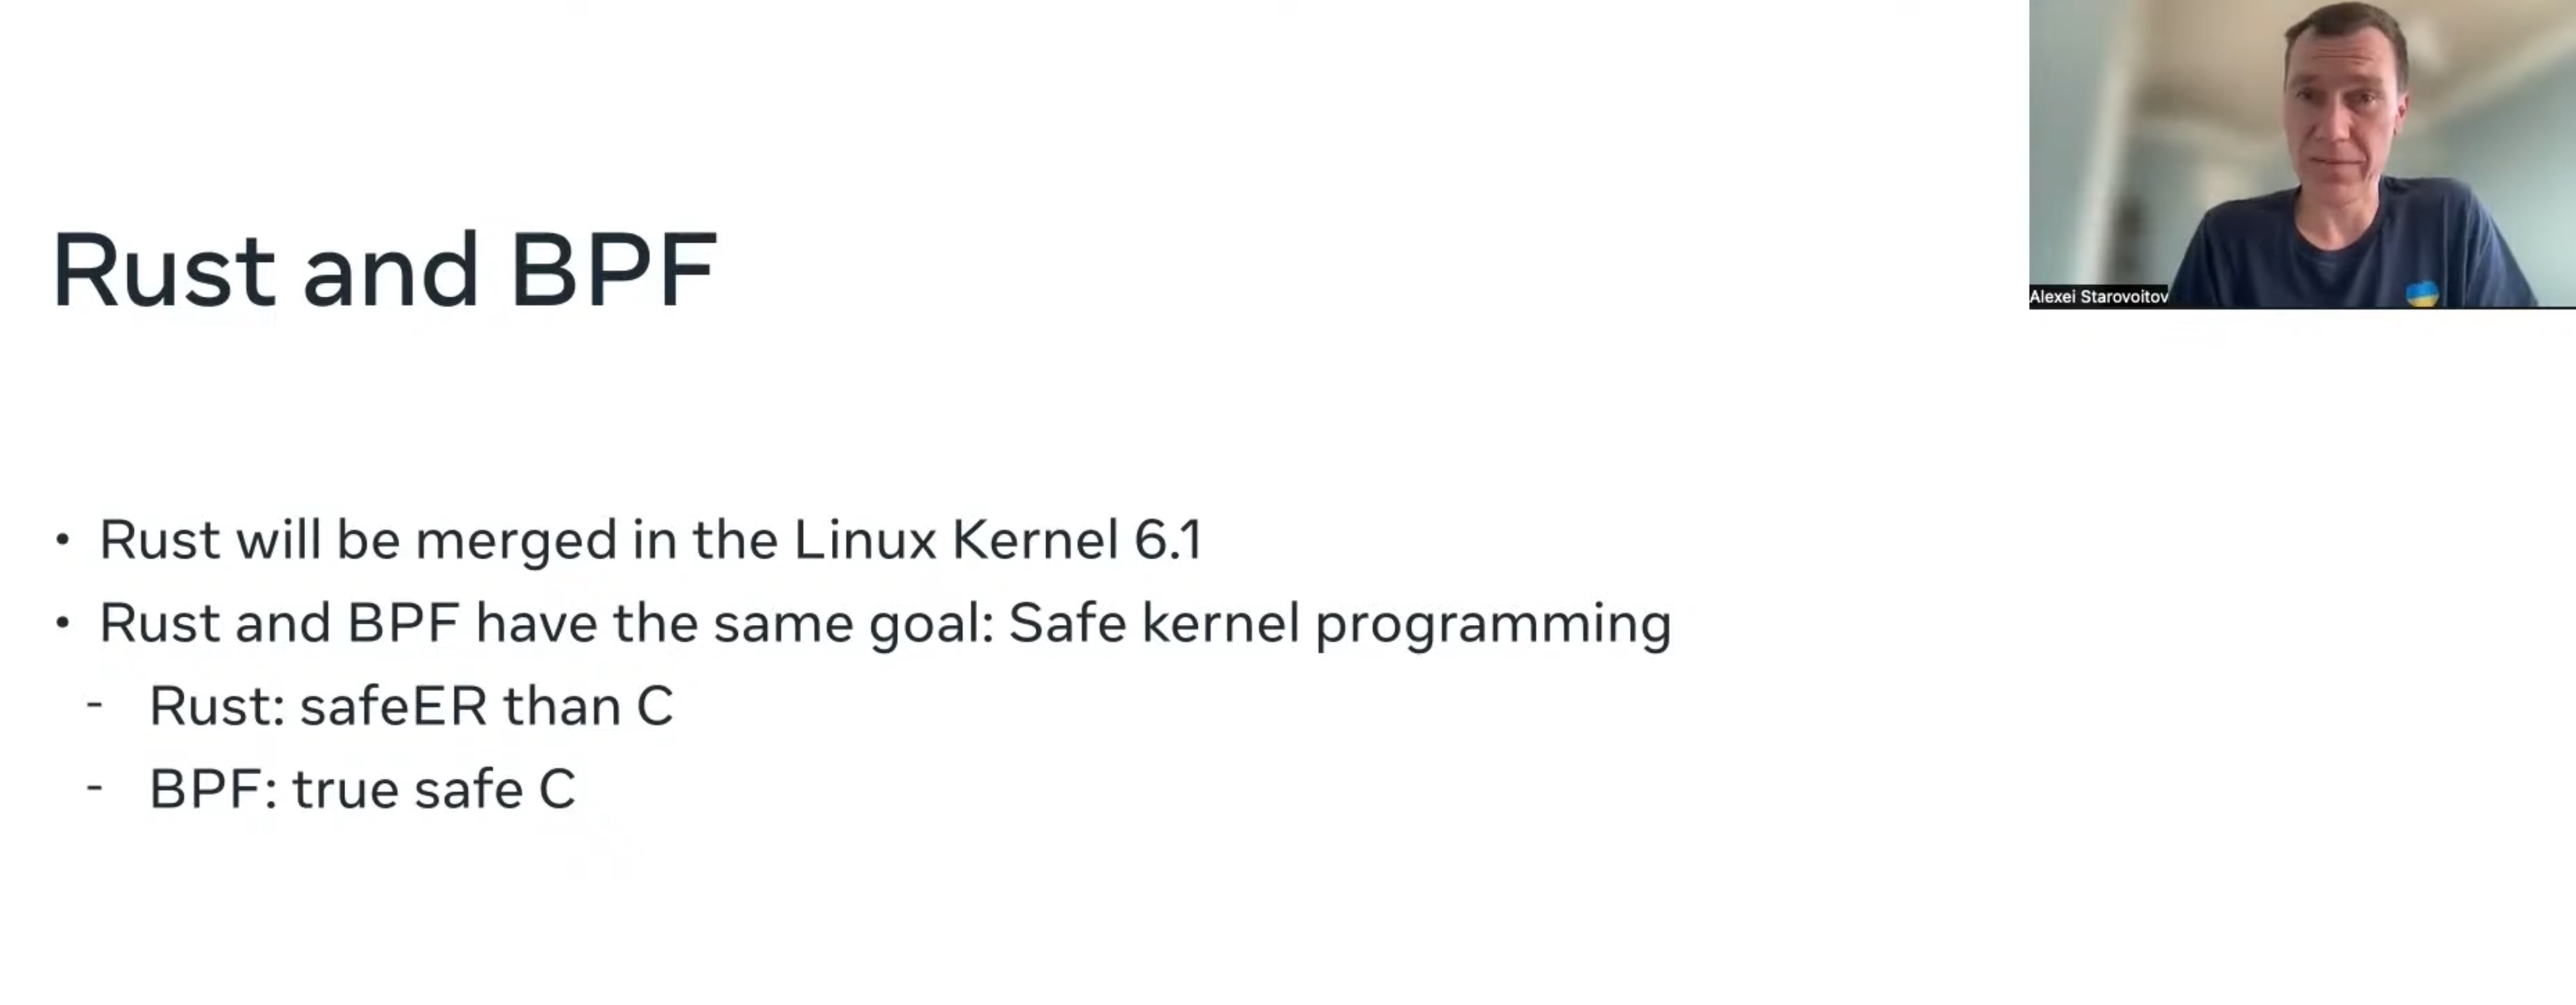 Rust and BPF
Alexei Starovoitov
• Rust will be merged in the Linux Kernel 6.1
• Rust and BPF have the same goal: Safe kernel programming
- Rust: safeER than C
- BPF: true safe C